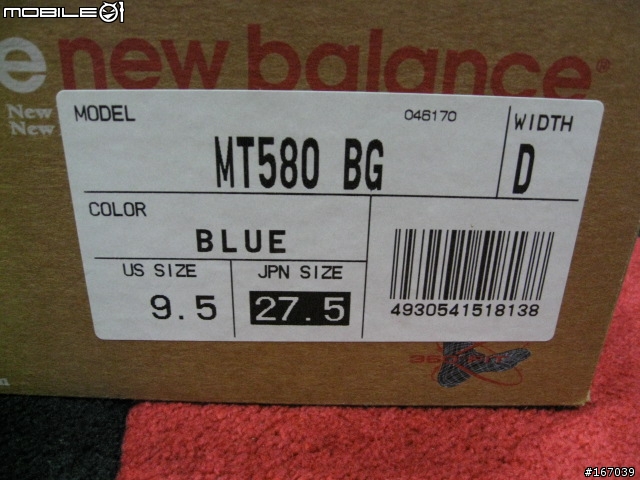 MOBILE01
e new balance®
New
New
MODEL
046170
WIDTH
MT580 BG
D
COLOR
BLUE
US SIZE
JPN SIZE
9.5
27.5
4930541518138
#167039